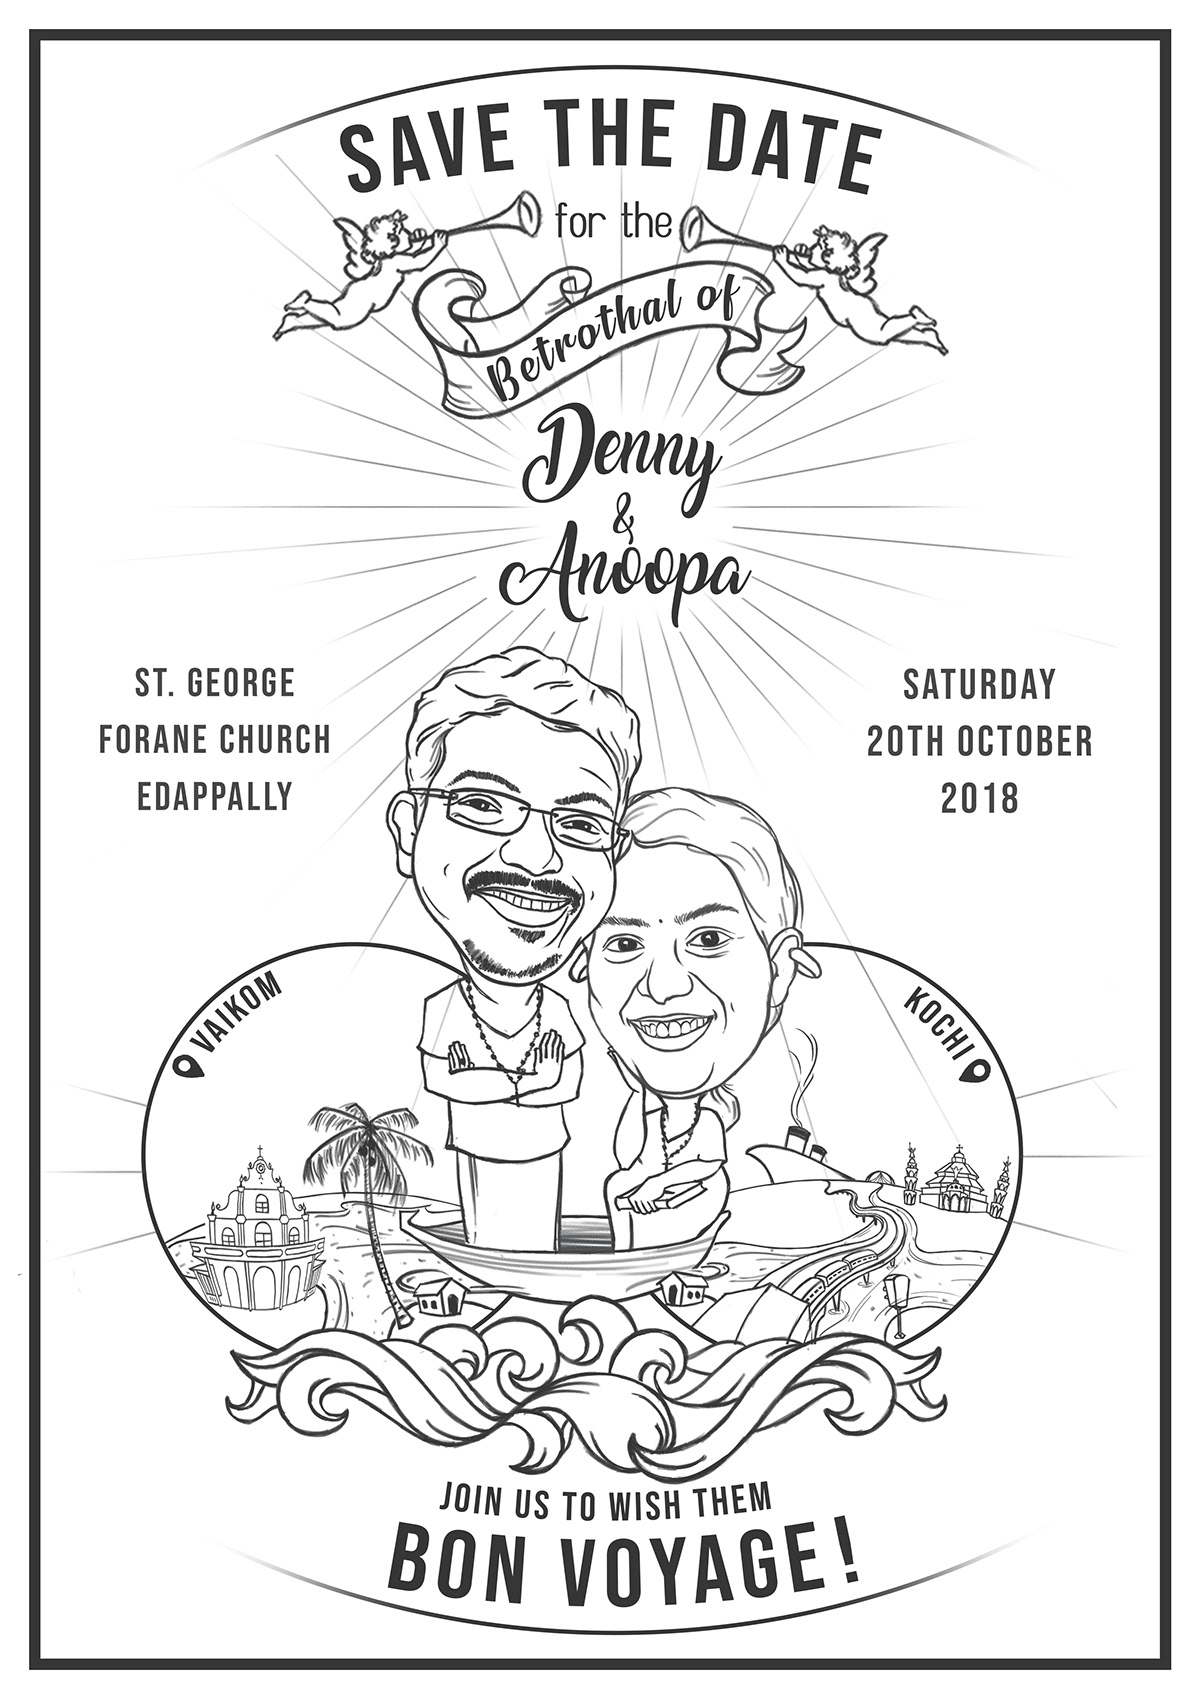 SAVE THE DATE
for the
Betrothal of
Denny
&
Anoopa
ST. GEORGE
FORANE CHURCH
EDAPPALLY
SATURDAY
20TH OCTOBER
2018
VAIKOM
KOCHI
JOIN US TO WISH THEM
BON VOYAGE!